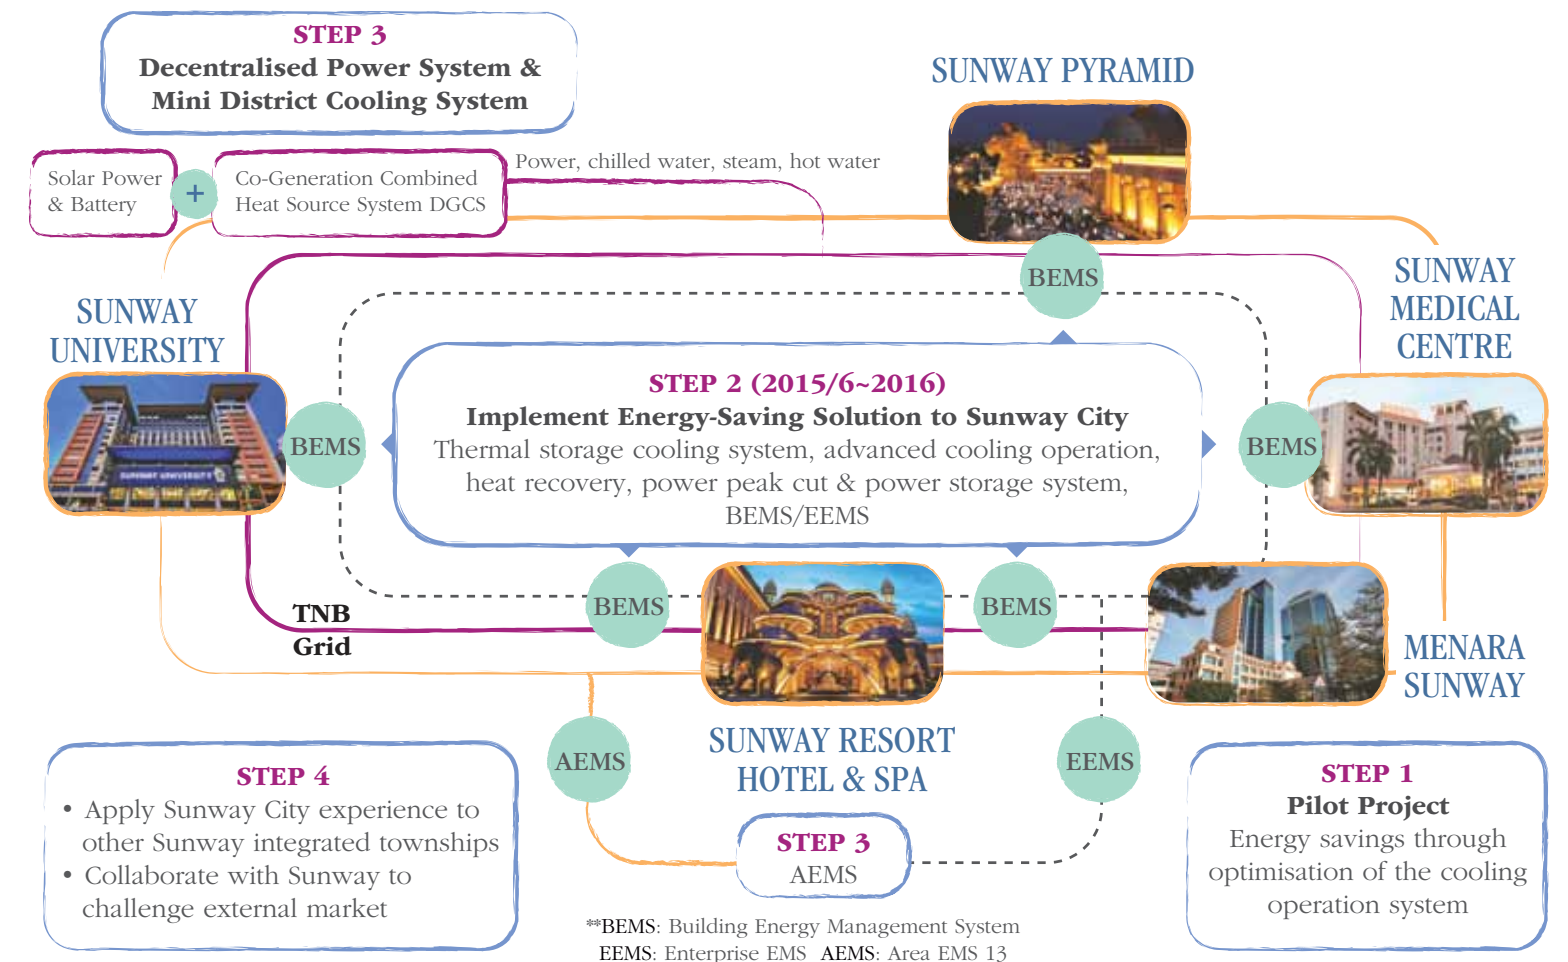 STEP 3
Decentralised Power System &
Mini District Cooling System
SUNWAY PYRAMID
Solar Power
& Battery
+
Co-Generation Combined
Heat Source System DGCS
Power, chilled water, steam, hot water
BEMS
SUNWAY
MEDICAL
CENTRE
SUNWAY
UNIVERSITY
SUNWAY UNIVERSITY
BEMS
STEP 2 (2015/6~2016)
Implement Energy-Saving Solution to Sunway City
Thermal storage cooling system, advanced cooling operation,
heat recovery, power peak cut & power storage system,
BEMS/EEMS
BEMS
BEMS
BEMS
TNB
Grid
MENARA
SUNWAY
AEMS
SUNWAY RESORT
HOTEL & SPA
EEMS
STEP 4
• Apply Sunway City experience to
other Sunway integrated townships
• Collaborate with Sunway to
challenge external market
STEP 3
AEMS
STEP 1
Pilot Project
Energy savings through
optimisation of the cooling
operation system
**BEMS: Building Energy Management System
EEMS: Enterprise EMS AEMS: Area EMS 13